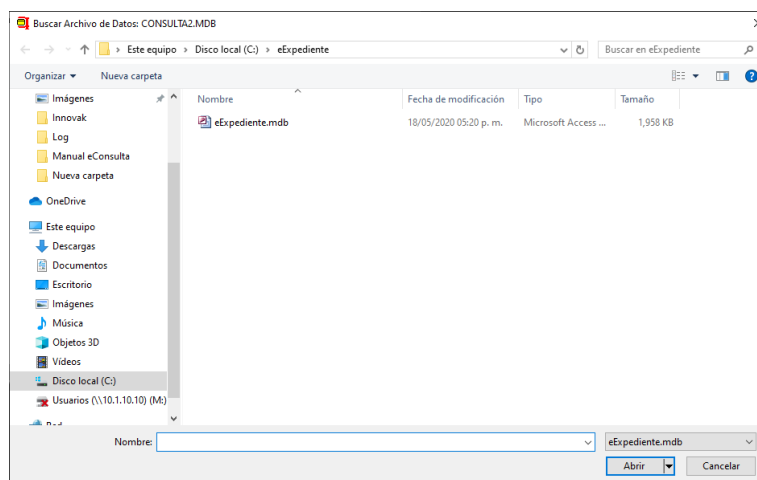 Buscar Archivo de Datos: CONSULTA2.MDB
Este equipo > Disco local (C:) > eExpediente
Buscar en eExpediente
Organizar
Nueva carpeta
Nombre
Fecha de modificación
Tipo
Tamaño
eExpediente.mdb
18/05/2020 05:20 p. m.
Microsoft Access ...
1,958 KB
Imágenes
Innovak
Log
Manual eConsulta
Nueva carpeta
OneDrive
Este equipo
Descargas
Documentos
Escritorio
Imágenes
Música
Objetos 3D
Vídeos
Disco local (C:)
Usuarios (\\10.1.10.10) (M:)
Nombre:
eExpediente.mdb
Abrir
Cancelar